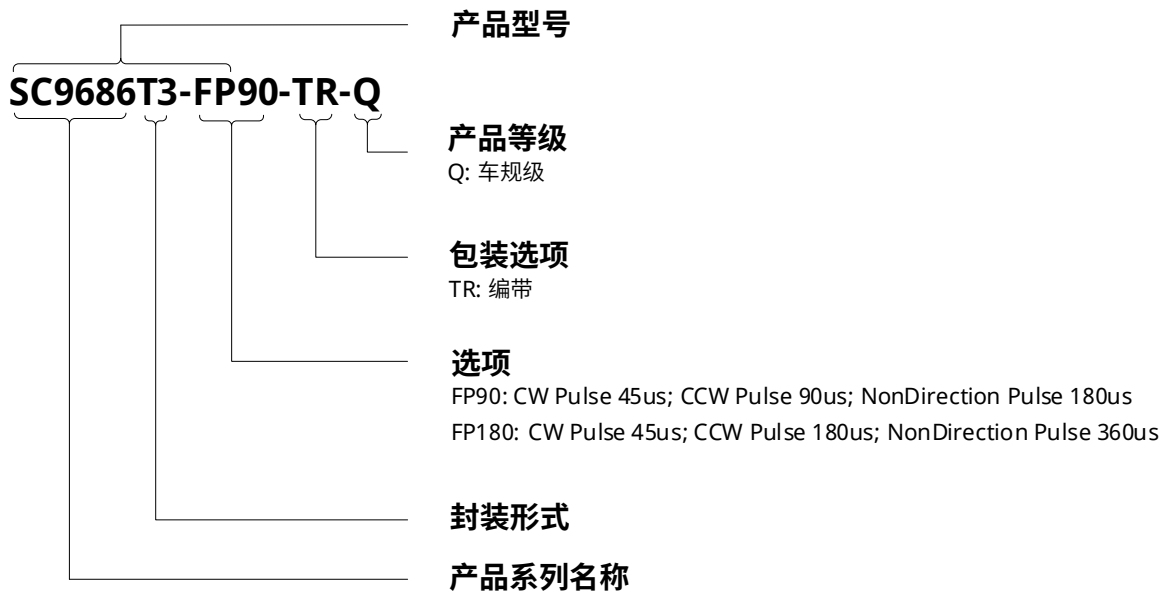 产品型号
SC9686T3-FP90-TR-Q
产品等级
Q: 车规级
包装选项
TR: 编带
选项
FP90: CW Pulse 45us; CCW Pulse 90us; NonDirection Pulse 180us
FP180: CW Pulse 45us; CCW Pulse 180us; NonDirection Pulse 360us
封装形式
产品系列名称